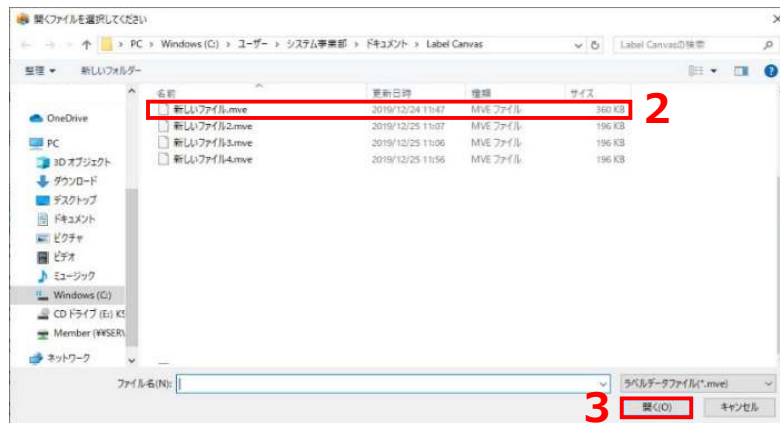 開くファイルを選択してください
PC › Windows (C:) › ユーザー › システム事業部 › ドキュメント › Label Canvas
Label Canvasの検索
整理 新しいフォルダー
名前 更新日時 種類 サイズ
新しいファイル.mve 2019/12/24 11:47 MVE ファイル 360 KB
2
新しいファイル2.mve 2019/12/25 11:07 MVE ファイル 196 KB
新しいファイル3.mve 2019/12/25 11:06 MVE ファイル 196 KB
新しいファイル4.mve 2019/12/25 11:56 MVE ファイル 196 KB
OneDrive
PC
3D オブジェクト
ダウンロード
デスクトップ
ドキュメント
ピクチャ
ビデオ
ミュージック
Windows (C:)
CD ドライブ (E:) K5
Member (¥¥SERV
ネットワーク
ファイル名(N):
ラベルデータファイル(*.mve)
3
開く(O)
キャンセル